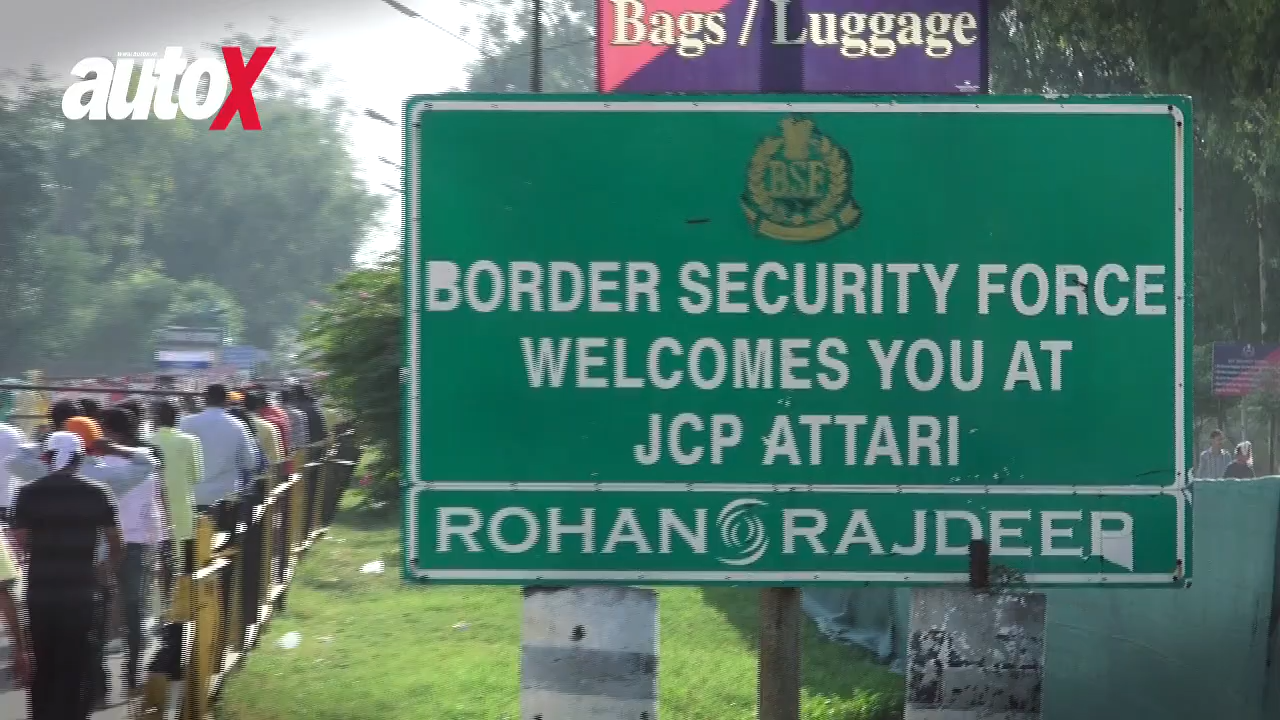 Bags / Luggage
autoX
BSF
BORDER SECURITY FORCE
WELCOMES YOU AT
JCP ATTARI
ROHAN RAJDEEP